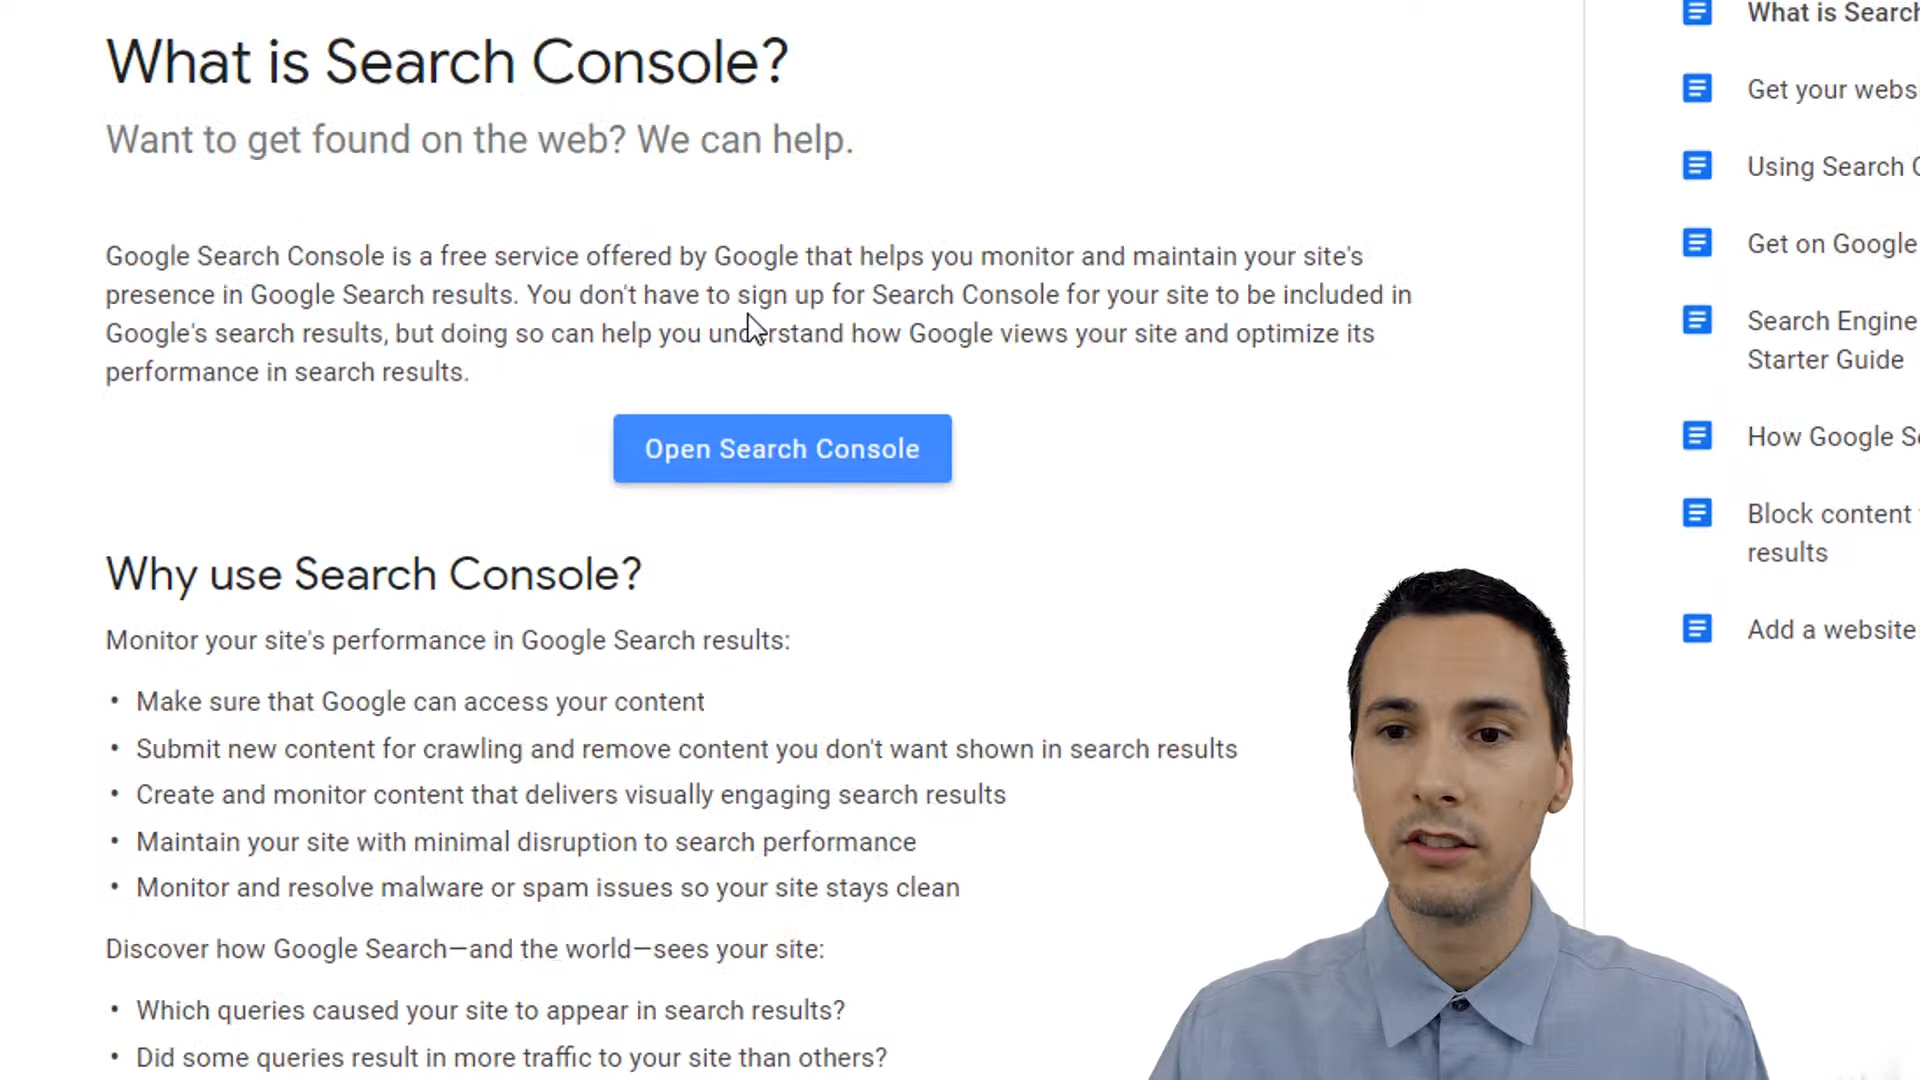 What is Search Console?
Want to get found on the web? We can help.
Google Search Console is a free service offered by Google that helps you monitor and maintain your site's
presence in Google Search results. You don't have to sign up for Search Console for your site to be included in
Google's search results, but doing so can help you understand how Google views your site and optimize its
performance in search results.
Open Search Console
Why use Search Console?
Monitor your site's performance in Google Search results:
• Make sure that Google can access your content
• Submit new content for crawling and remove content you don't want shown in search results
• Create and monitor content that delivers visually engaging search results
• Maintain your site with minimal disruption to search performance
• Monitor and resolve malware or spam issues so your site stays clean
Discover how Google Search—and the world—sees your site:
• Which queries caused your site to appear in search results?
• Did some queries result in more traffic to your site than others?
What is Search
Get your
Using Search
Get on Google
Search Engine
Starter Guide
How Google
Block content
results
Add a website